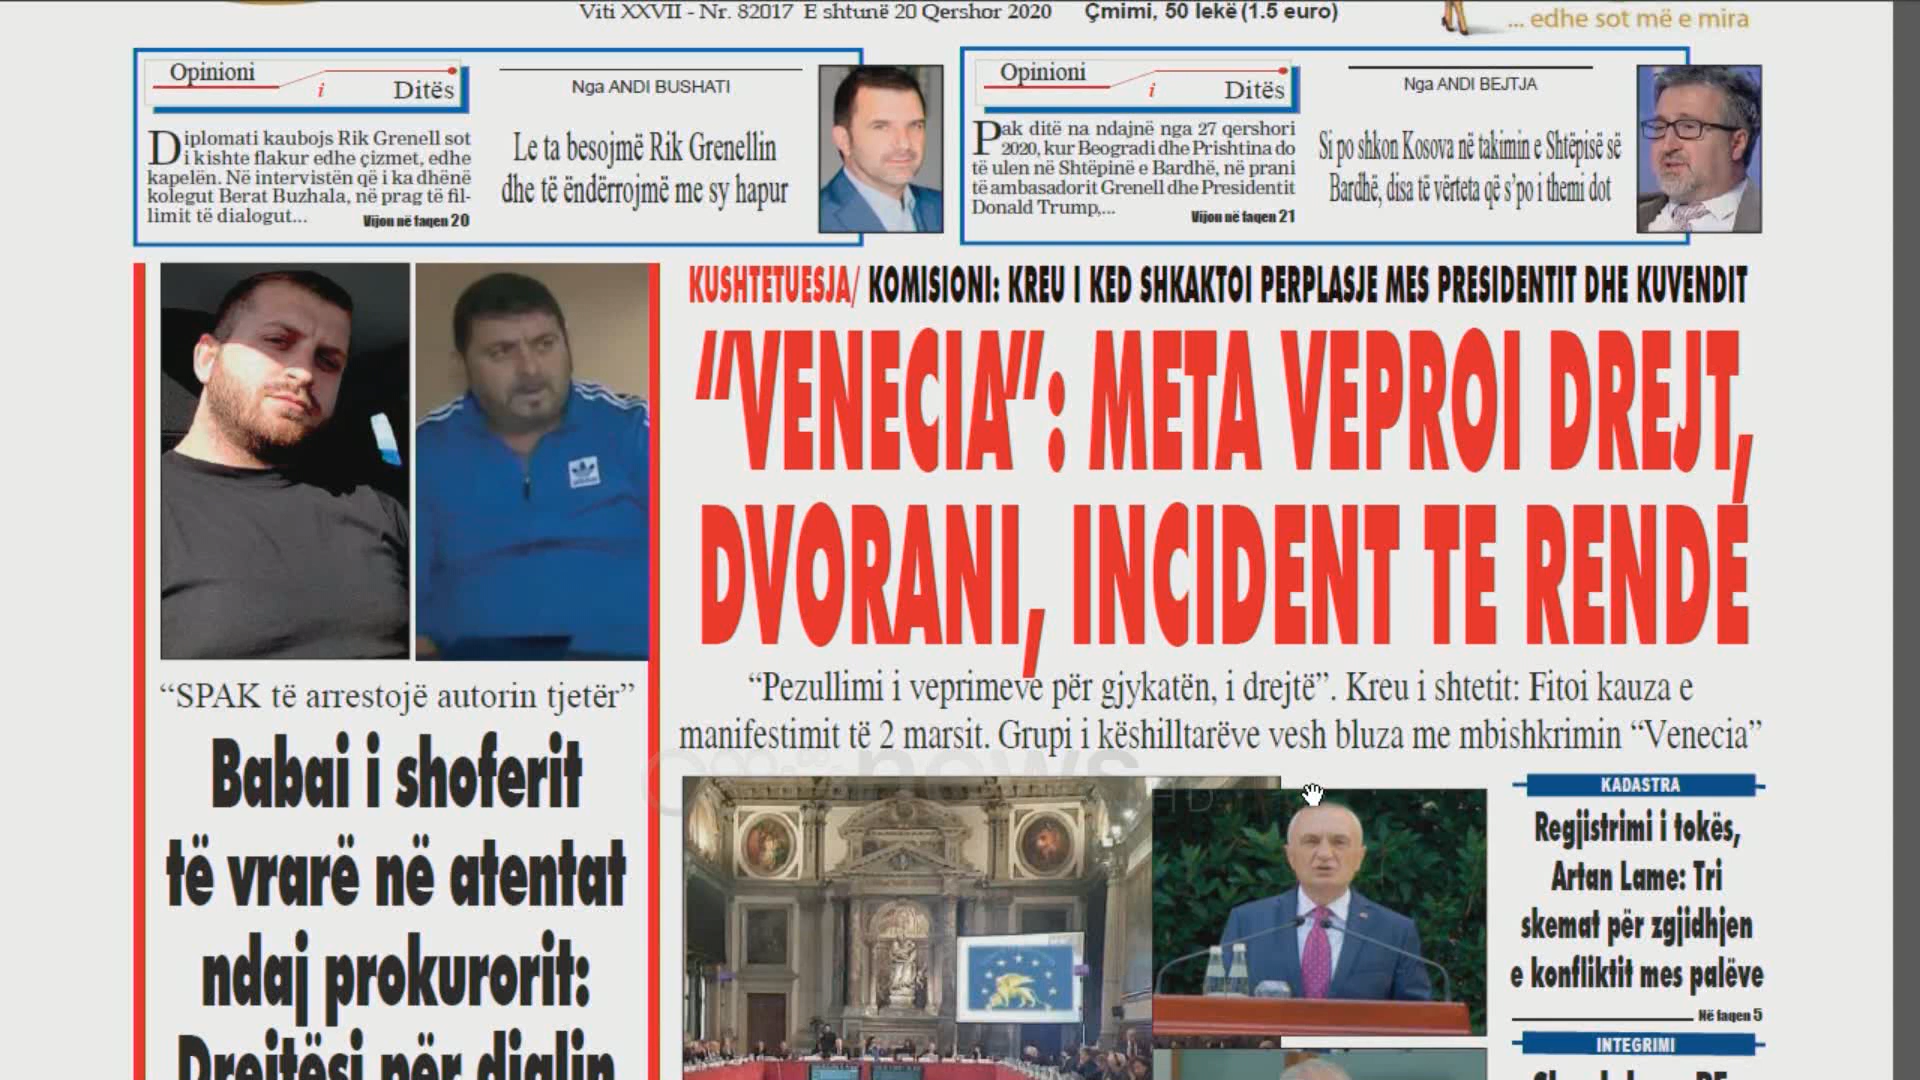 Viti XXVII - Nr. 82017 E shtunë 20 Qershor 2020 Çmimi, 50 lekë (1.5 euro)
... edhe sot më e mira
Opinioni
i
Ditës
Diplomati kaubojs Rik Grenell sot
i kishte flakur edhe çizmet, edhe
kapelën. Në intervistën që i ka dhënë
kolegut Berat Buzhala, në prag të fil-
limit të dialogut...
Vijon në faqen 20
Nga ANDI BUSHATI
Le ta besojmë Rik Grenellin
dhe të ëndërrojmë me sy hapur
Opinioni
i
Ditës
Pak ditë na ndajnë nga 27 qershori
2020, kur Beogradi dhe Prishtina do
të ulen në Shtëpinë e Bardhë, në prani
të ambasadorit Grenell dhe Presidentit
Donald Trump,...
Vijon në faqen 21
Nga ANDI BEJTJA
Si po shkon Kosova në takimin e Shtëpisë së
Bardhë, disa të vërteta që s'po i themi dot
adidas
“SPAK të arrestojë autorin tjetër”
Babai i shoferit
të vrarë në atentat
ndaj prokurorit:
Drejtësi për djalin
KUSHTETUESJA/ KOMISIONI: KREU I KED SHKAKTOI PERPLASJE MES PRESIDENTIT DHE KUVENDIT
“VENECIA”: META VEPROI DREJT,
DVORANI, INCIDENT TE RENDE
“Pezullimi i veprimeve për gjykatën, i drejtë”. Kreu i shtetit: Fitoi kauza e
manifestimit të 2 marsit. Grupi i këshilltarëve vesh bluza me mbishkrimin “Venecia”
news
HD
KADASTRA
Regjistrimi i tokës,
Artan Lame: Tri
skemat për zgjidhjen
e konfliktit mes palëve
Në faqen 5
INTEGRIMI